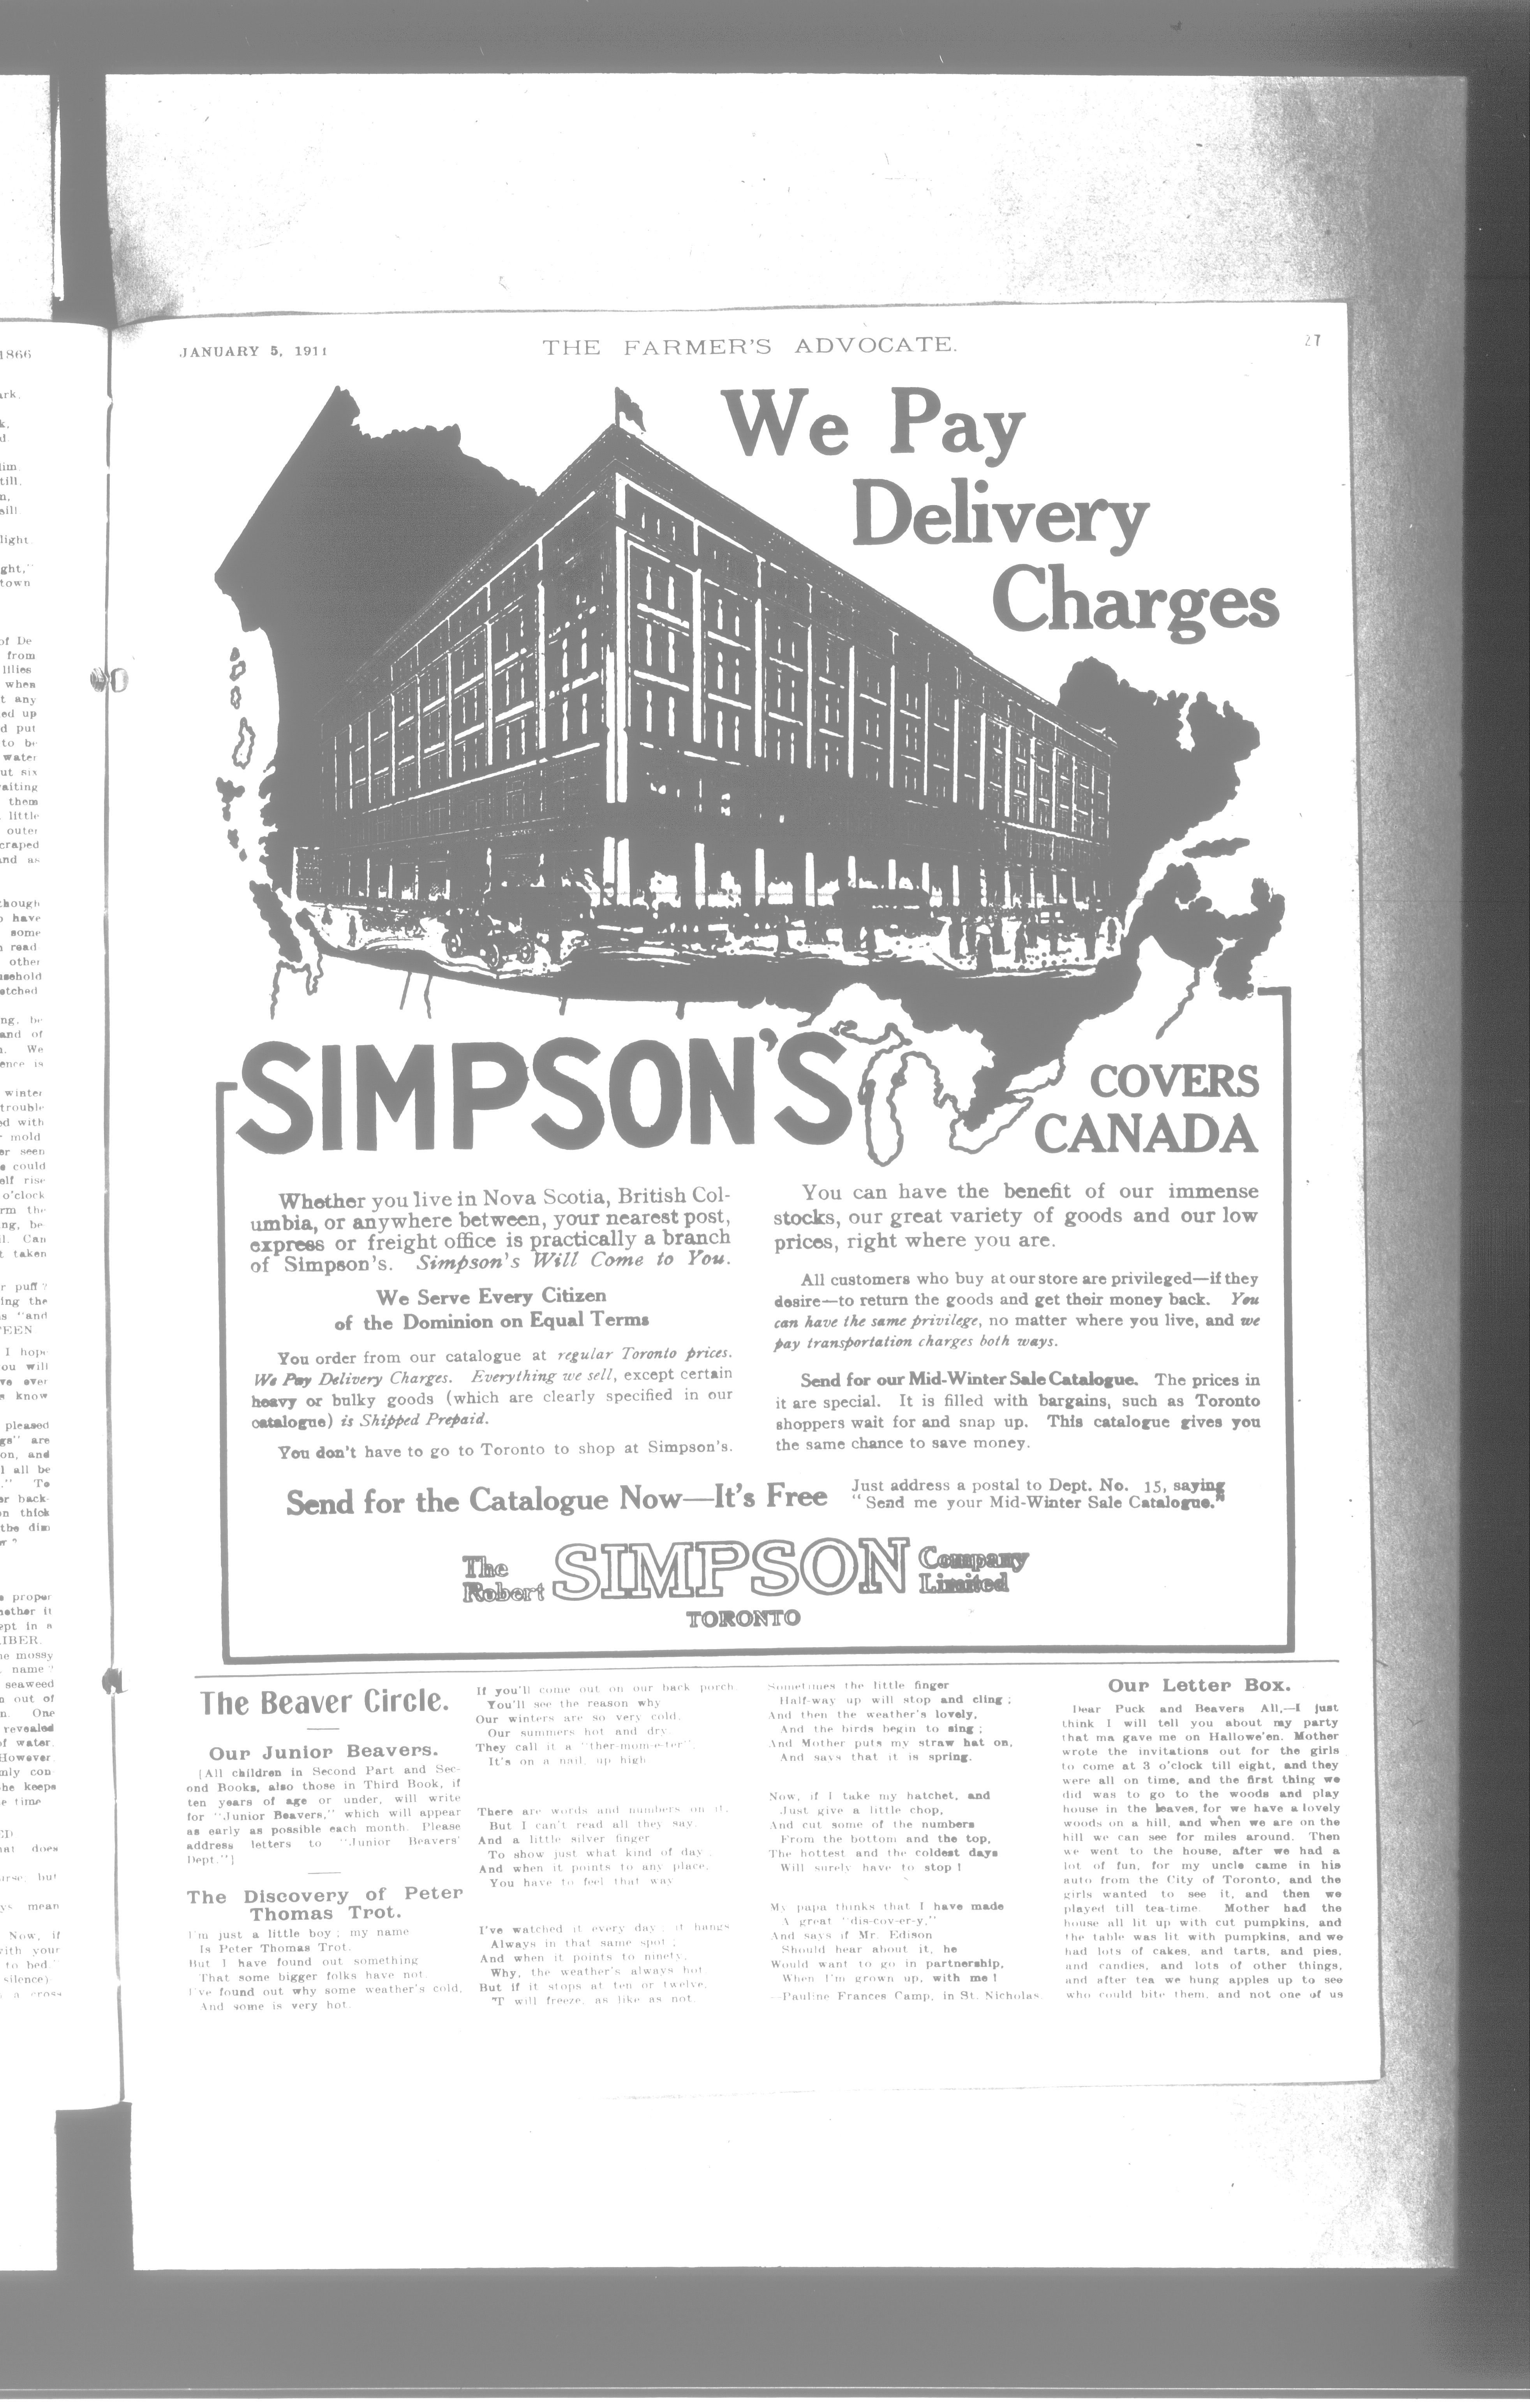 JANUARY 5, 1911
THE FARMER'S ADVOCATE.
27
We Pay
Delivery
Charges
SIMPSON'S
COVERS
CANADA
Whether you live in Nova Scotia, British Col-
umbia, or anywhere between, your nearest post,
express or freight office is practically a branch
of Simpson's. Simpson's Will Come to You.
We Serve Every Citizen
of the Dominion on Equal Terms
You order from our catalogue at regular Toronto prices.
We Pay Delivery Charges. Everything we sell, except certain
heavy or bulky goods (which are clearly specified in our
catalogue) is Shipped Prepaid.
You don't have to go to Toronto to shop at Simpson's.
You can have the benefit of our immense
stocks, our great variety of goods and our low
prices, right where you are.
All customers who buy at our store are privileged—if they
desire—to return the goods and get their money back. You
can have the same privilege, no matter where you live, and we
pay transportation charges both ways.
Send for our Mid-Winter Sale Catalogue. The prices in
it are special. It is filled with bargains, such as Toronto
shoppers wait for and snap up. This catalogue gives you
the same chance to save money.
Send for the Catalogue Now—It's Free
Just address a postal to Dept. No. 15, saying
"Send me your Mid-Winter Sale Catalogue."
The Robert SIMPSON Company Limited
TORONTO
The Beaver Circle.
Our Junior Beavers.
[All children in Second Part and Sec-
ond Books, also those in Third Book, if
ten years of age or under, will write
for "Junior Beavers," which will appear
as early as possible each month. Please
address letters to "Junior Beavers'
Dept."]
The Discovery of Peter
Thomas Trot.
I'm just a little boy; my name
Is Peter Thomas Trot.
But I have found out something
That some bigger folks have not.
I've found out why some weather's cold,
And some is very hot.
If you'll come out on our back porch
You'll see the reason why
Our winters are so very cold,
Our summers hot and dry.
They call it a "ther-mom-e-ter",
It's on a nail, up high
There are words and numbers on it,
But I can't read all they say.
And a little silver finger
To show just what kind of day;
And when it points to any place,
You have to feel that way
I've watched it every day; it hangs
Always in that same spot;
And when it points to ninety,
Why, the weather's always hot
But if it stops at ten or twelve,
'T will freeze, as like as not.
Sometimes the little finger
Half-way up will stop and cling;
And then the weather's lovely,
And the birds begin to sing;
And Mother puts my straw hat on,
And says that it is spring.
Now, if I take my hatchet, and
Just give a little chop,
And cut some of the numbers
From the bottom and the top,
The hottest and the coldest days
Will surely have to stop!
My papa thinks that I have made
A great "dis-cov-er-y,"
And says if Mr. Edison
Should hear about it, he
Would want to go in partnership,
When I'm grown up, with me!
—Pauline Frances Camp, in St. Nicholas.
Our Letter Box.
Dear Puck and Beavers All,—I just
think I will tell you about my party
that ma gave me on Hallowe'en. Mother
wrote the invitations out for the girls
to come at 3 o'clock till eight, and they
were all on time, and the first thing we
did was to go to the woods and play
house in the leaves, for we have a lovely
woods on a hill, and when we are on the
hill we can see for miles around. Then
we went to the house, after we had a
lot of fun, for my uncle came in his
auto from the City of Toronto, and the
girls wanted to see it, and then we
played till tea-time. Mother had the
house all lit up with cut pumpkins, and
the table was lit with pumpkins, and we
had lots of cakes, and tarts, and pies,
and candies, and lots of other things,
and after tea we hung apples up to see
who could bite them, and not one of us